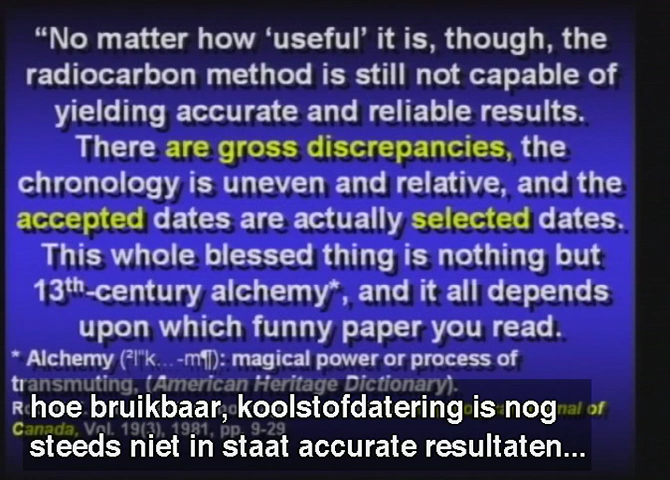 “No matter how ‘useful’ it is, though, the
radiocarbon method is still not capable of
yielding accurate and reliable results.
There are gross discrepancies, the
chronology is uneven and relative, and the
accepted dates are actually selected dates.
This whole blessed thing is nothing but
13th-century alchemy*, and it all depends
upon which funny paper you read.
* Alchemy (²l"k…-m¶): magical power or process of
transmuting, (American Heritage Dictionary).
nal of
Canada, Vol. 19(3), 1981, pp. 9-29
hoe bruikbaar, koolstofdatering is nog
steeds niet in staat accurate resultaten...